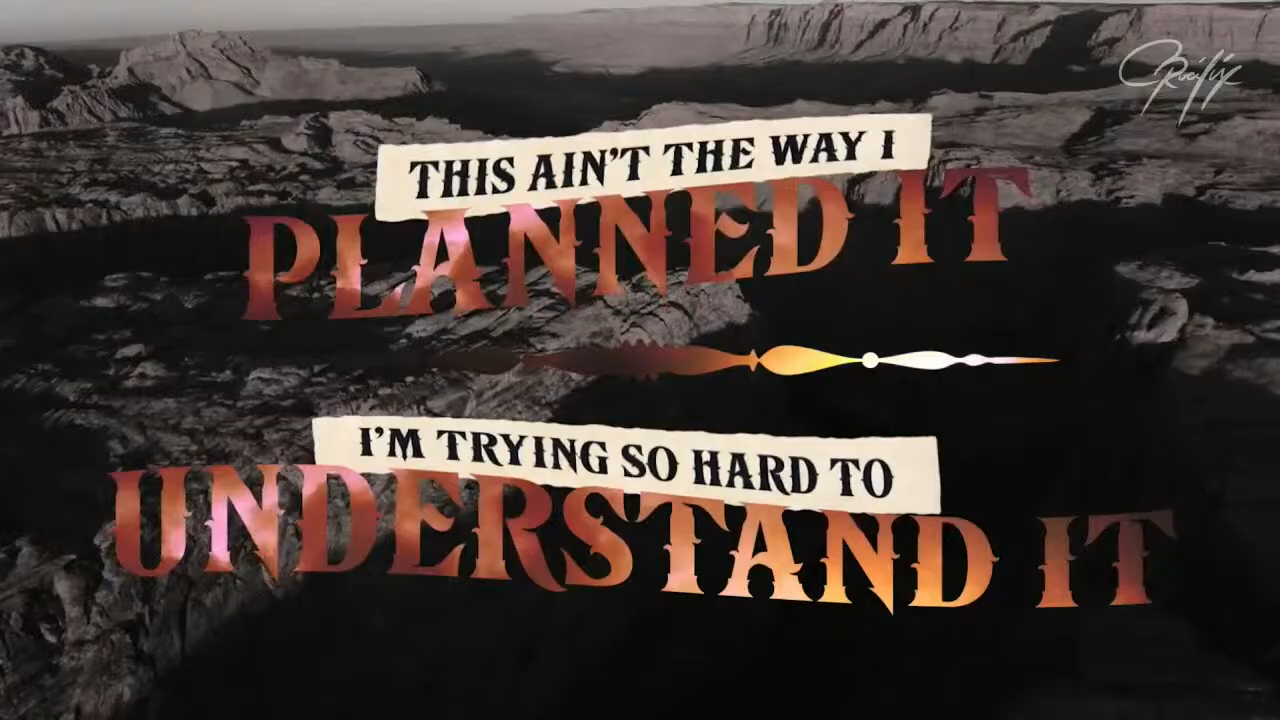 THIS AIN'T THE WAY I
PLANNED IT
I'M TRYING SO HARD TO
UNDERSTAND IT